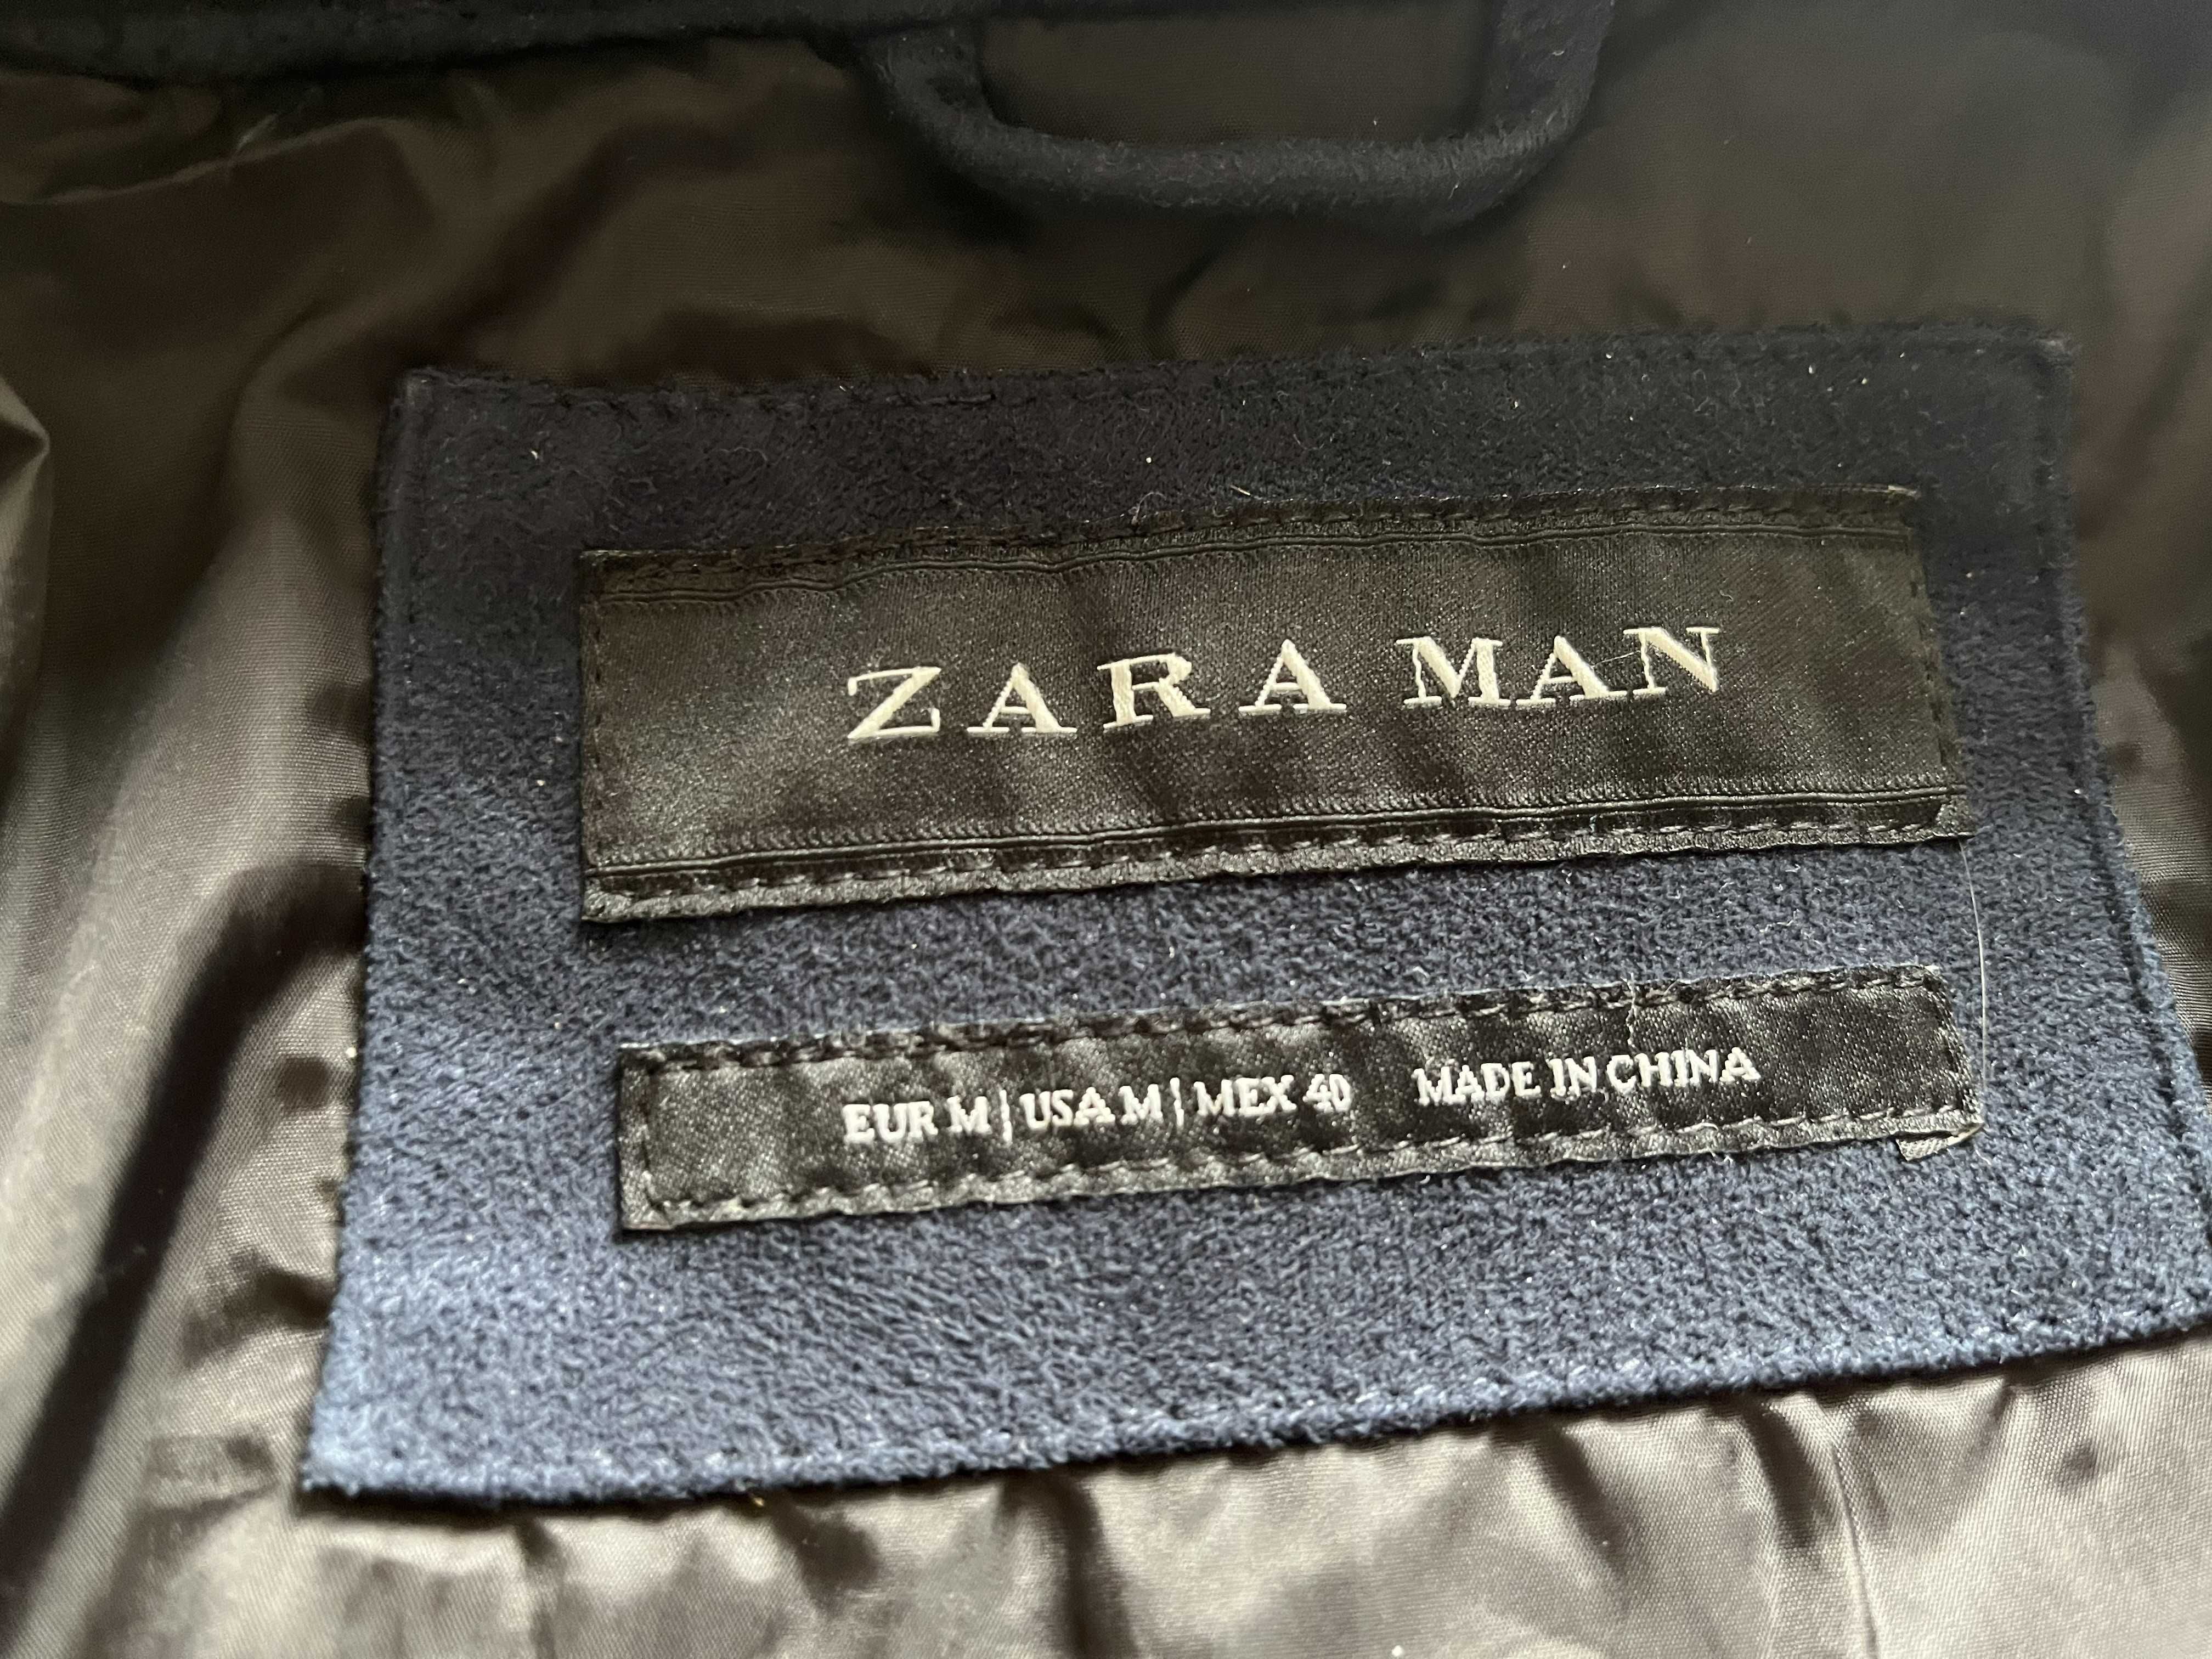 ZARA MAN
EUR M | USA M | MEX 40 MADE IN CHINA